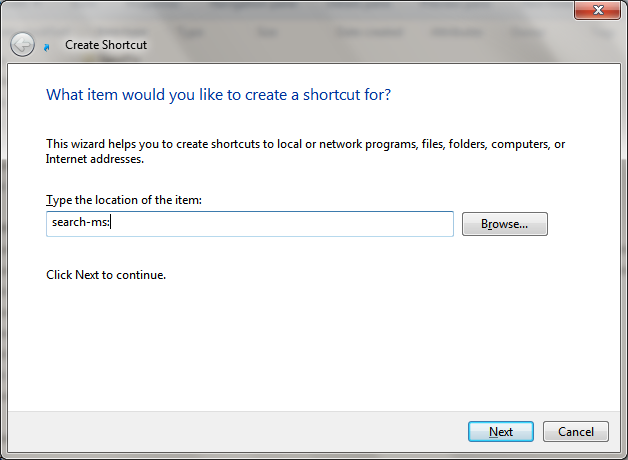 Create Shortcut
What item would you like to create a shortcut for?
This wizard helps you to create shortcuts to local or network programs, files, folders, computers, or
Internet addresses.
Type the location of the item:
search-ms:
Browse...
Click Next to continue.
Next
Cancel